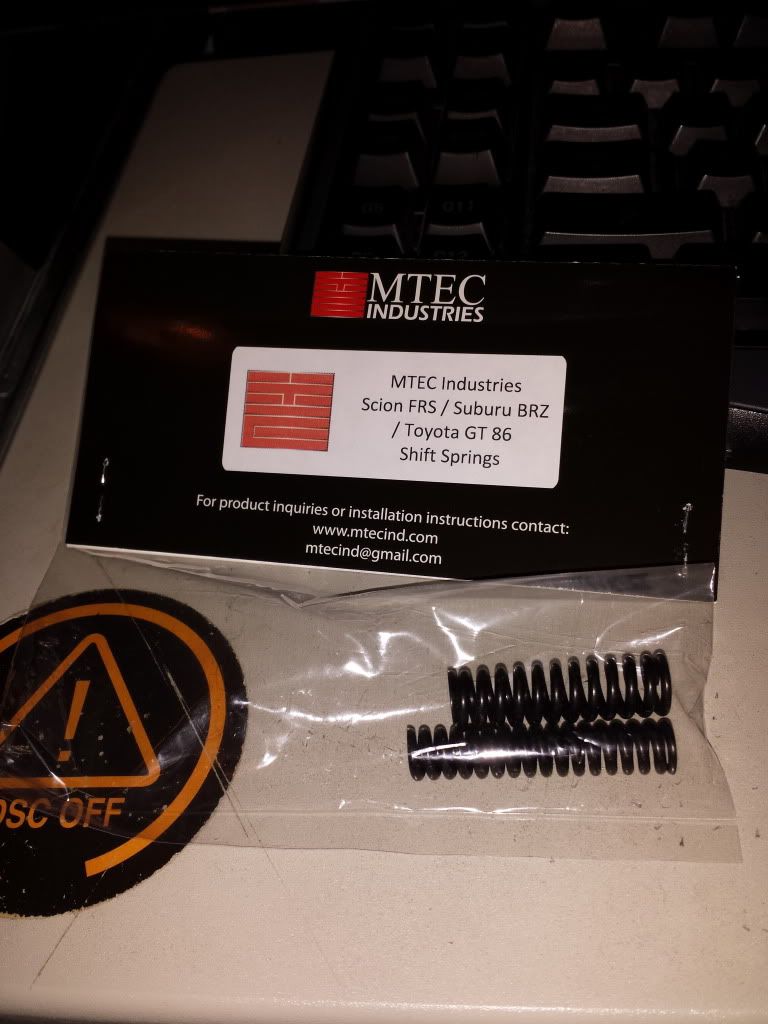 MTEC
INDUSTRIES
MTEC Industries
Scion FRS / Suburu BRZ
/ Toyota GT 86
Shift Springs
For product inquiries or installation instructions contact:
www.mtecind.com
mtecind@gmail.com
!
DSC OFF